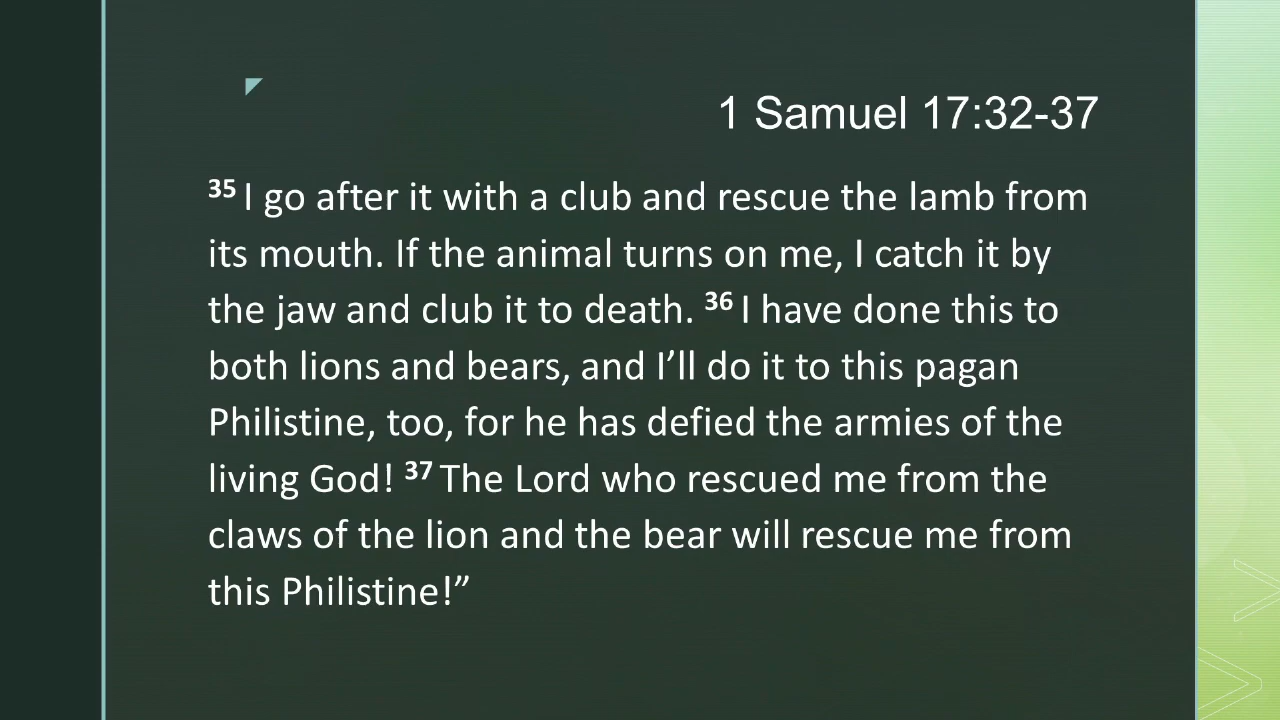 1 Samuel 17:32-37
35 I go after it with a club and rescue the lamb from
its mouth. If the animal turns on me, I catch it by
the jaw and club it to death. 36 I have done this to
both lions and bears, and I’ll do it to this pagan
Philistine, too, for he has defied the armies of the
living God! 37 The Lord who rescued me from the
claws of the lion and the bear will rescue me from
this Philistine!”